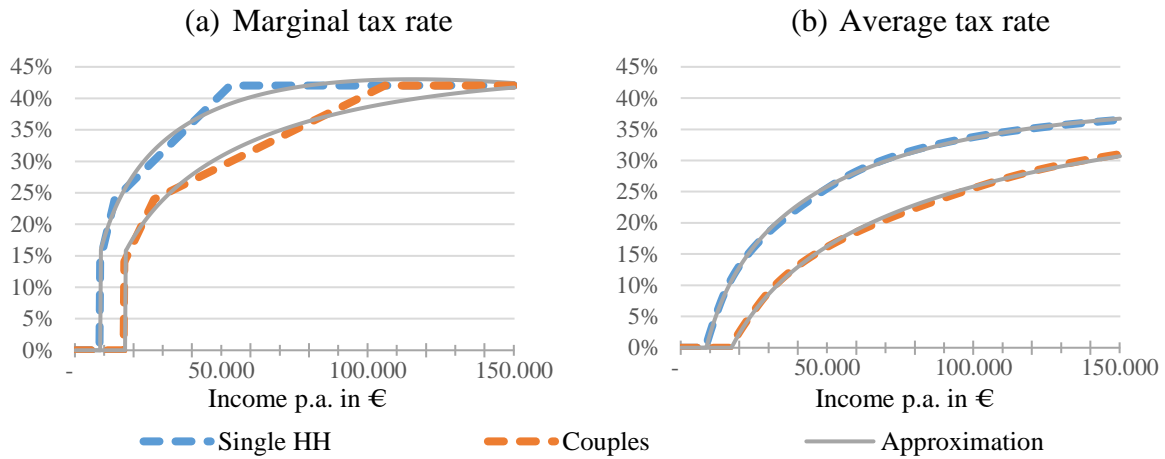 (a) Marginal tax rate
(b) Average tax rate
45%
40%
35%
30%
25%
20%
15%
10%
5%
0%
- 50.000 100.000 150.000
Income p.a. in €
45%
40%
35%
30%
25%
20%
15%
10%
5%
0%
- 50.000 100.000 150.000
Income p.a. in €
Single HH Couples Approximation